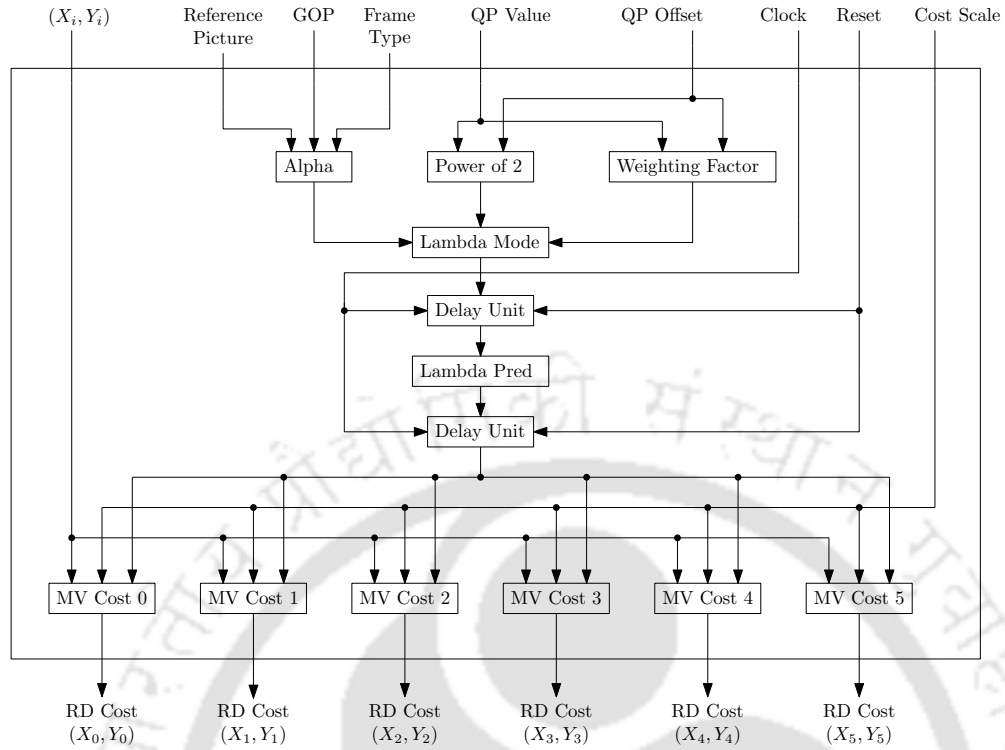 (X_i, Y_i) Reference GOP Frame QP Value QP Offset Clock Reset Cost Scale
Picture Type
Alpha Power of 2 Weighting Factor
Lambda Mode
Delay Unit
Lambda Pred
Delay Unit
MV Cost 0 MV Cost 1 MV Cost 2 MV Cost 3 MV Cost 4 MV Cost 5
RD Cost RD Cost RD Cost RD Cost RD Cost RD Cost
(X_0, Y_0) (X_1, Y_1) (X_2, Y_2) (X_3, Y_3) (X_4, Y_4) (X_5, Y_5)